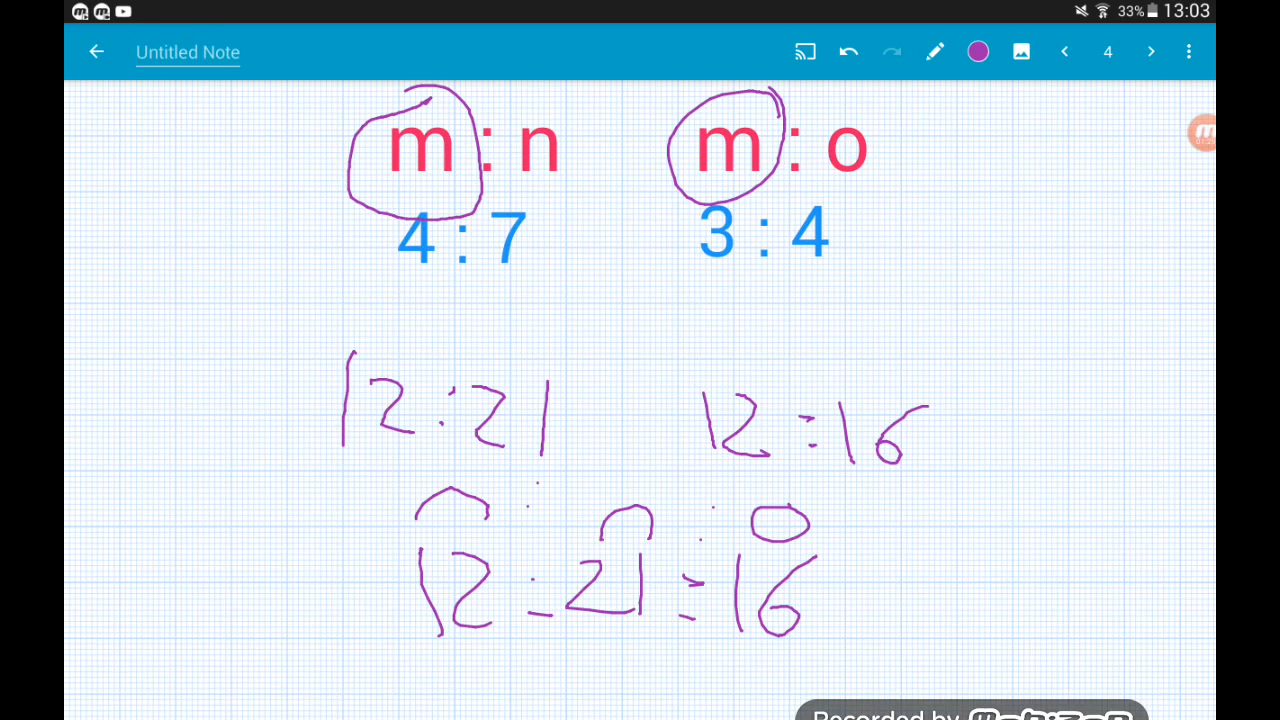 33% 13:03
Untitled Note 4
m : n m : o
4 : 7 3 : 4
12 : 21 12 : 16
m : n : o
12 : 21 : 16
Recorded by